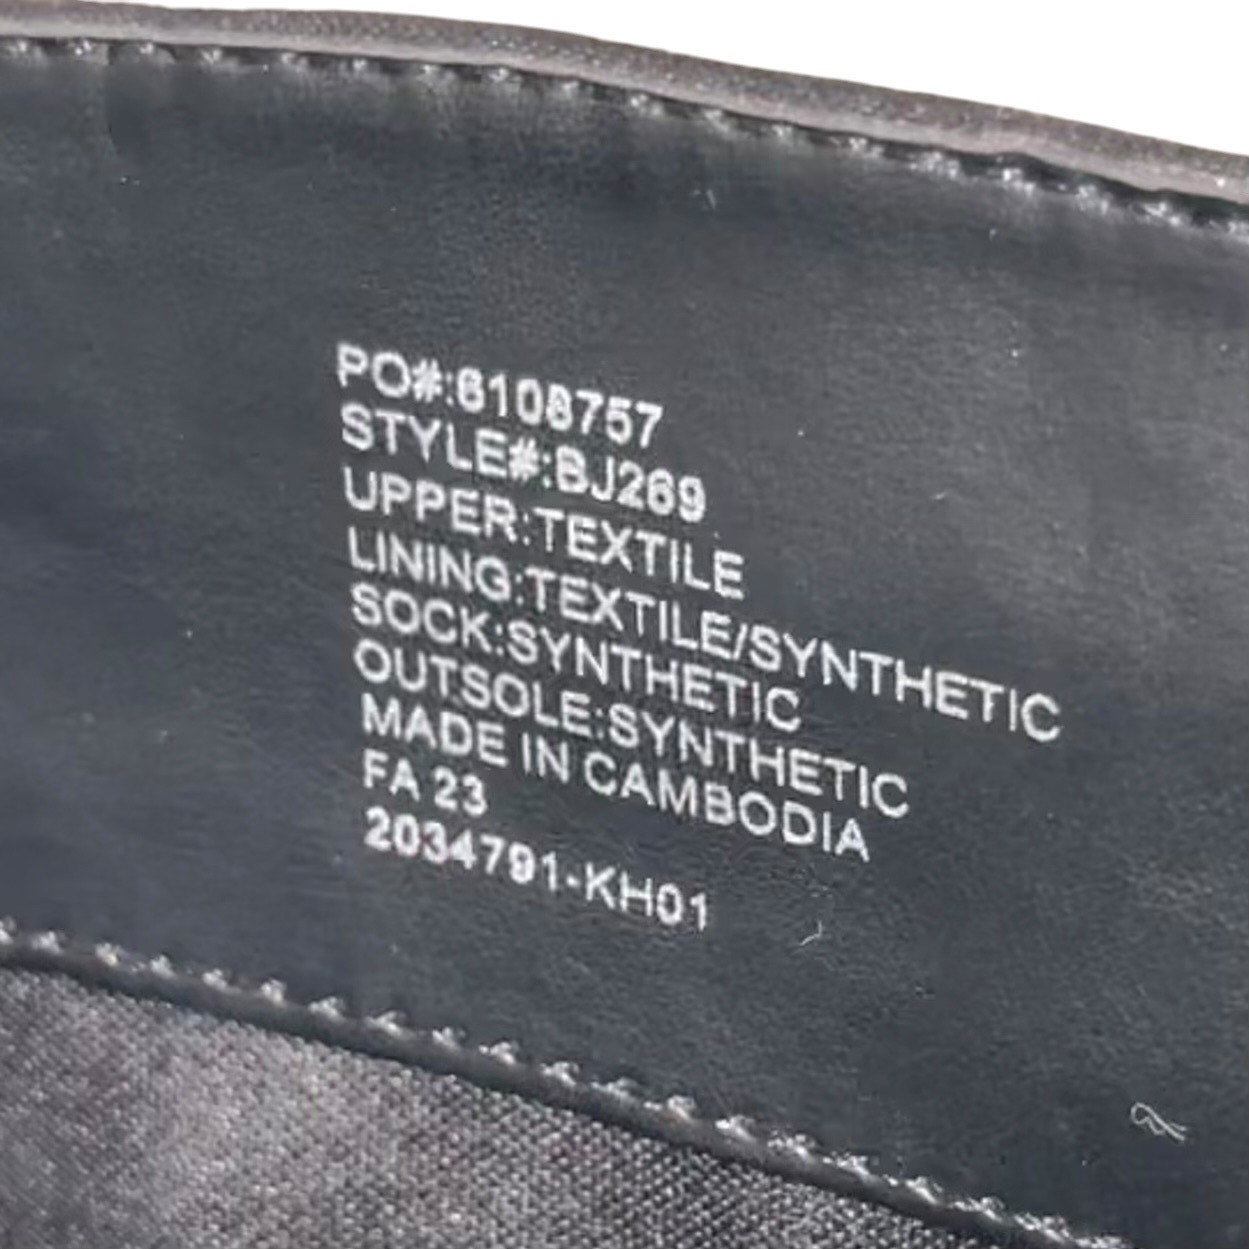 PO#:6108757
STYLE#:BJ269
UPPER:TEXTILE
LINING:TEXTILE/SYNTHETIC
SOCK:SYNTHETIC
OUTSOLE:SYNTHETIC
MADE IN CAMBODIA
FA 23
2034791-KH01